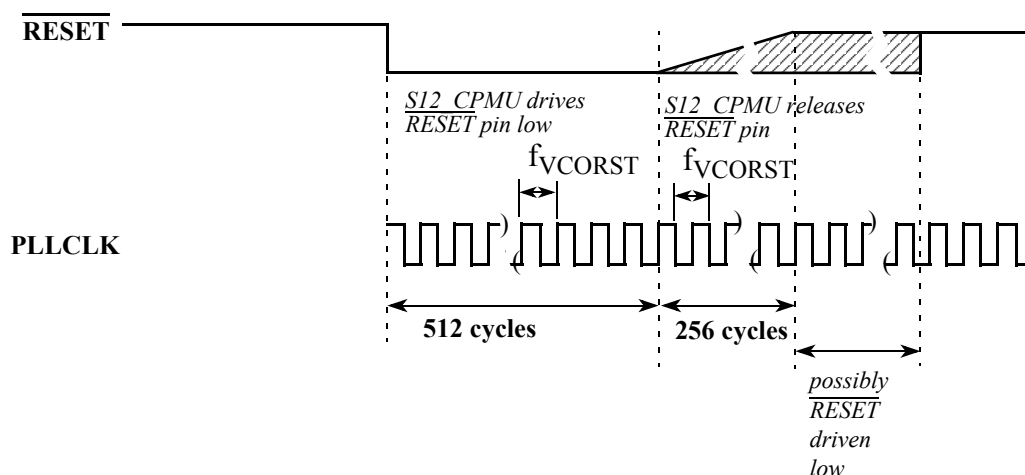 RESET
S12_CPMU drives
RESET pin low
S12_CPMU releases
RESET pin
fVCORST
fVCORST
PLLCLK
512 cycles
256 cycles
possibly
RESET
driven
low